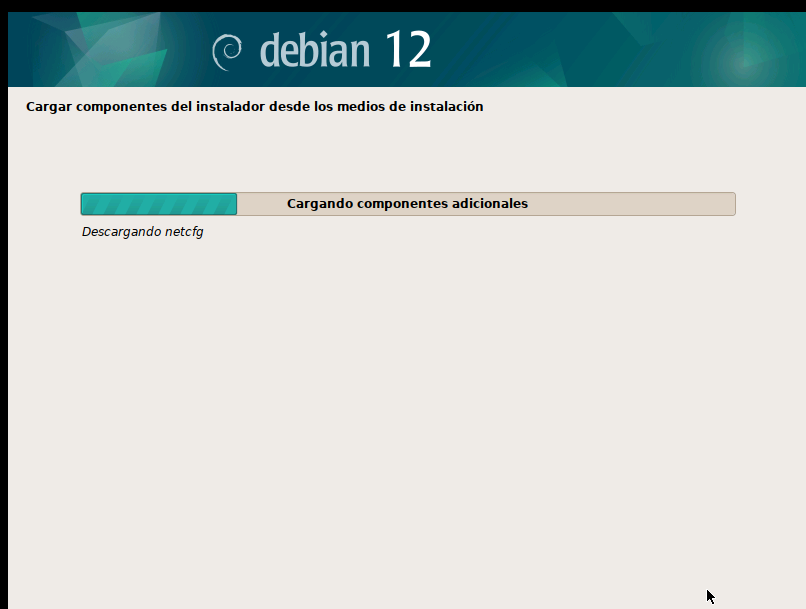 debian 12
Cargar componentes del instalador desde los medios de instalación
Cargando componentes adicionales
Descargando netcfg